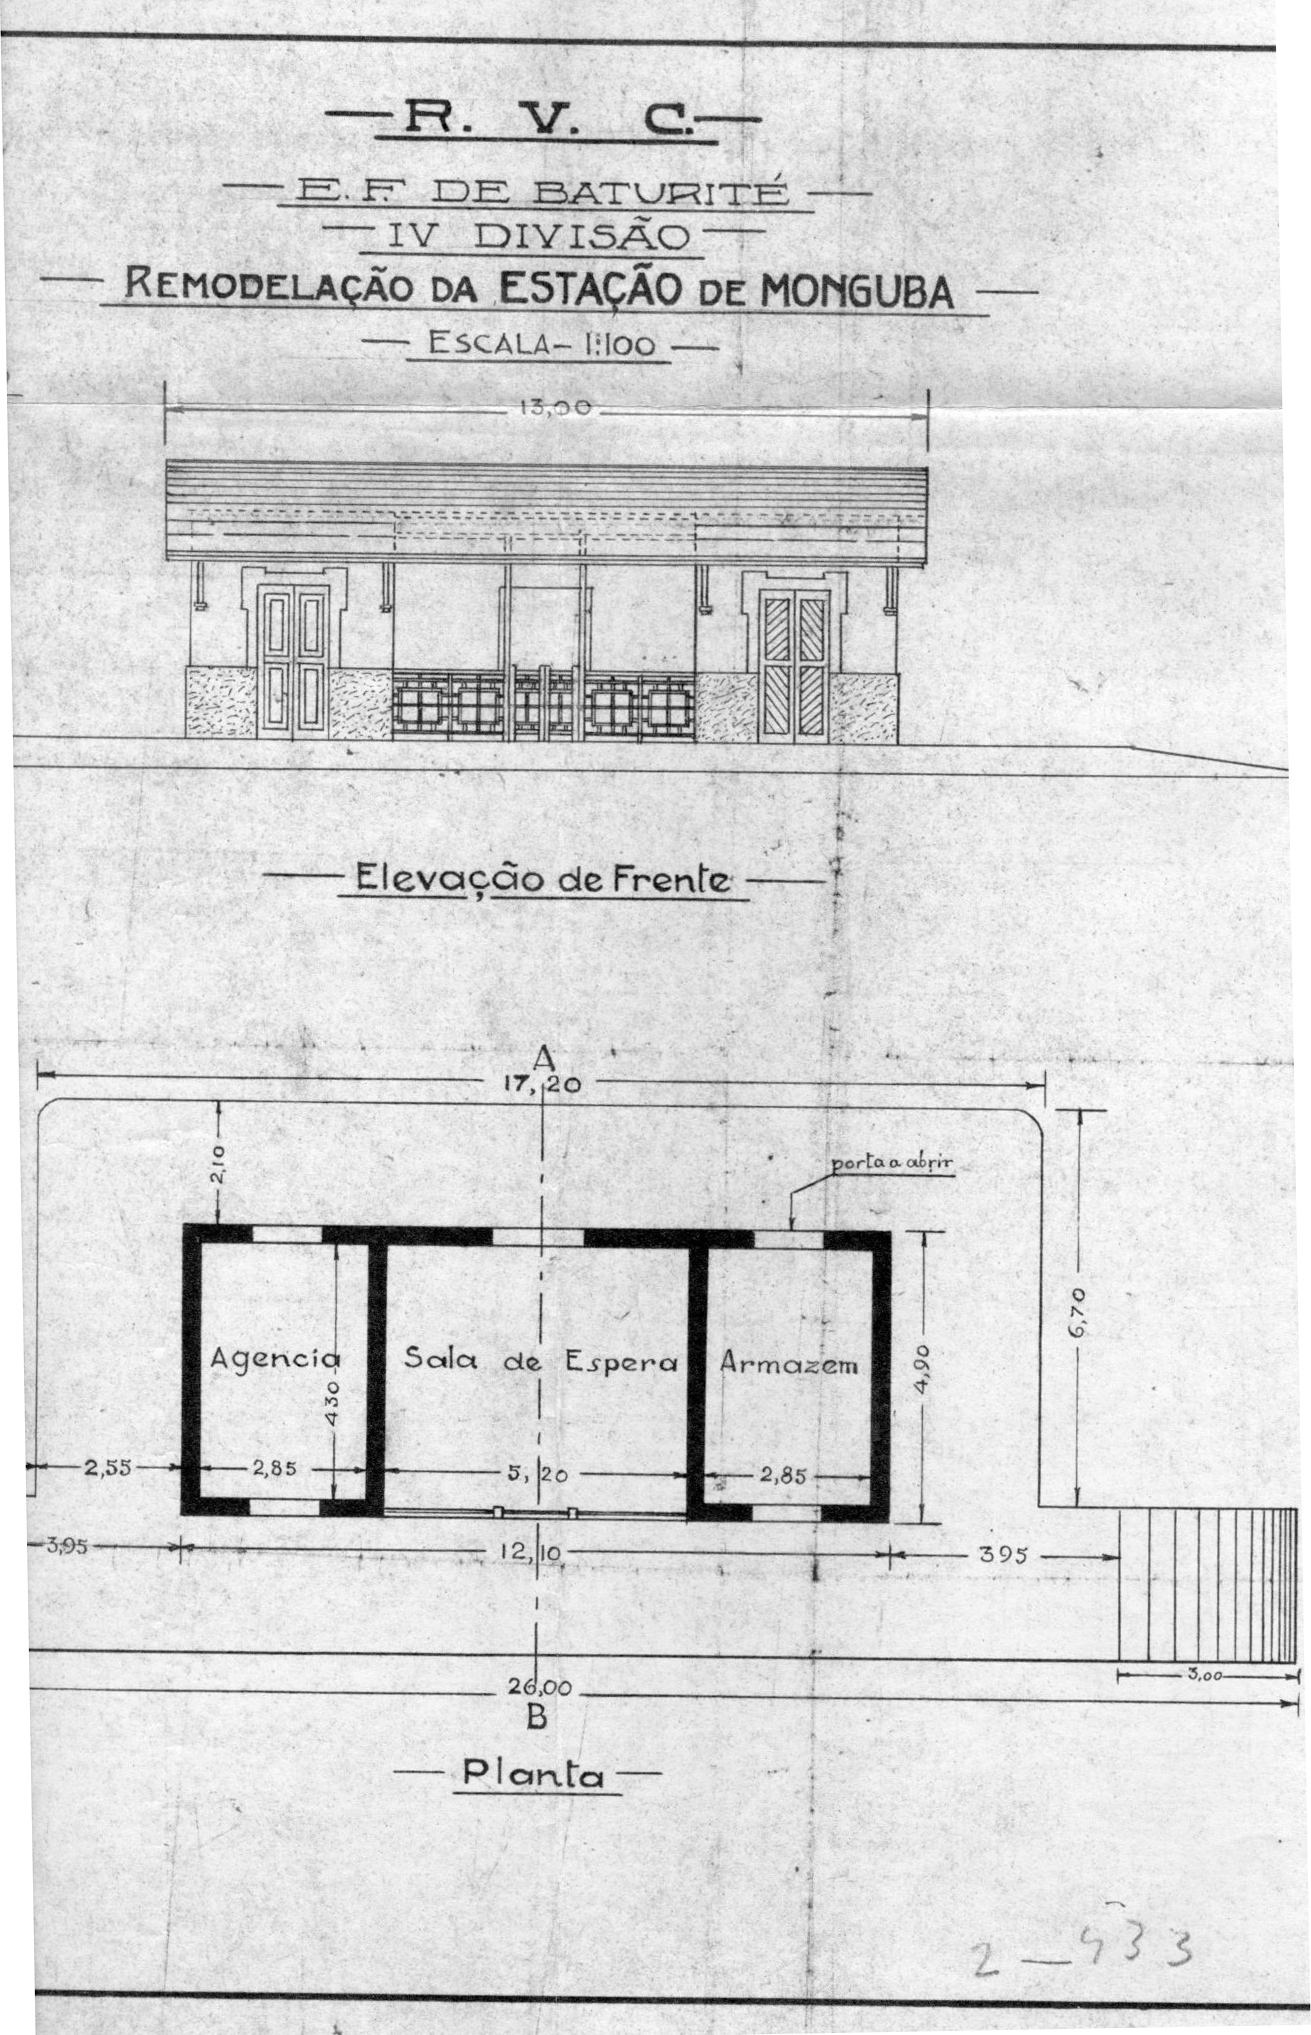 R. V. C.
E. F. DE BATURITÉ
IV DIVISÃO
REMODELAÇÃO DA ESTAÇÃO DE MONGUBA
ESCALA - 1:100
13,00
Elevação de Frente
A
17,20
2,10
porta a abrir
6,70
4,90
Agencia
Sala de Espera
Armazem
430
2,55
2,85
5,20
2,85
3,95
12,10
395
3,00
26,00
B
Planta